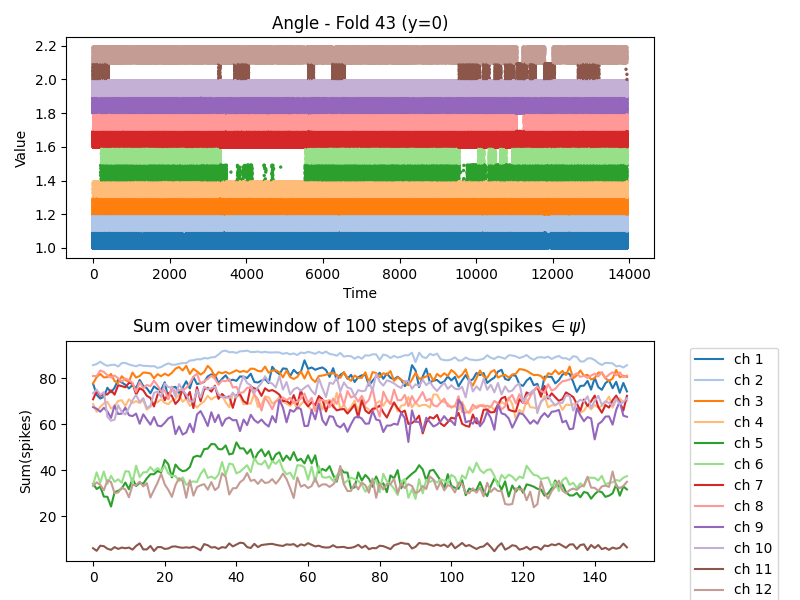 Angle - Fold 43 (y=0)
2.2
2.0
1.8
1.6
1.4
1.2
1.0
Value
0 2000 4000 6000 8000 10000 12000 14000
Time
Sum over timewindow of 100 steps of avg(spikes ∈ ψ)
80
60
40
20
Sum(spikes)
0 20 40 60 80 100 120 140
ch 1
ch 2
ch 3
ch 4
ch 5
ch 6
ch 7
ch 8
ch 9
ch 10
ch 11
ch 12